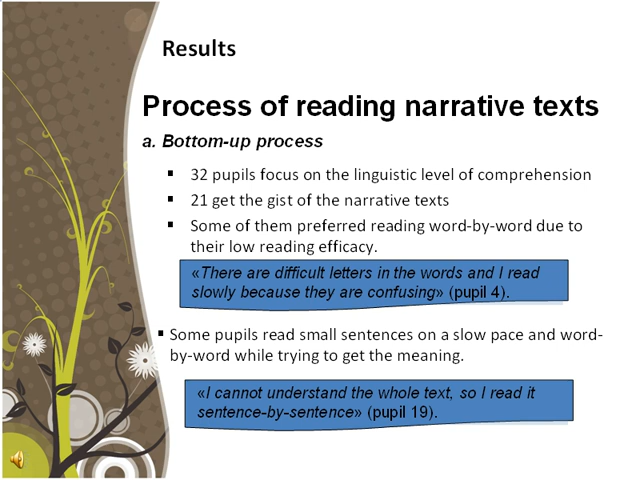 Results
Process of reading narrative texts
a. Bottom-up process
▪ 32 pupils focus on the linguistic level of comprehension
▪ 21 get the gist of the narrative texts
▪ Some of them preferred reading word-by-word due to
their low reading efficacy.
«There are difficult letters in the words and I read
slowly because they are confusing» (pupil 4).
▪ Some pupils read small sentences on a slow pace and word-
by-word while trying to get the meaning.
«I cannot understand the whole text, so I read it
sentence-by-sentence» (pupil 19).